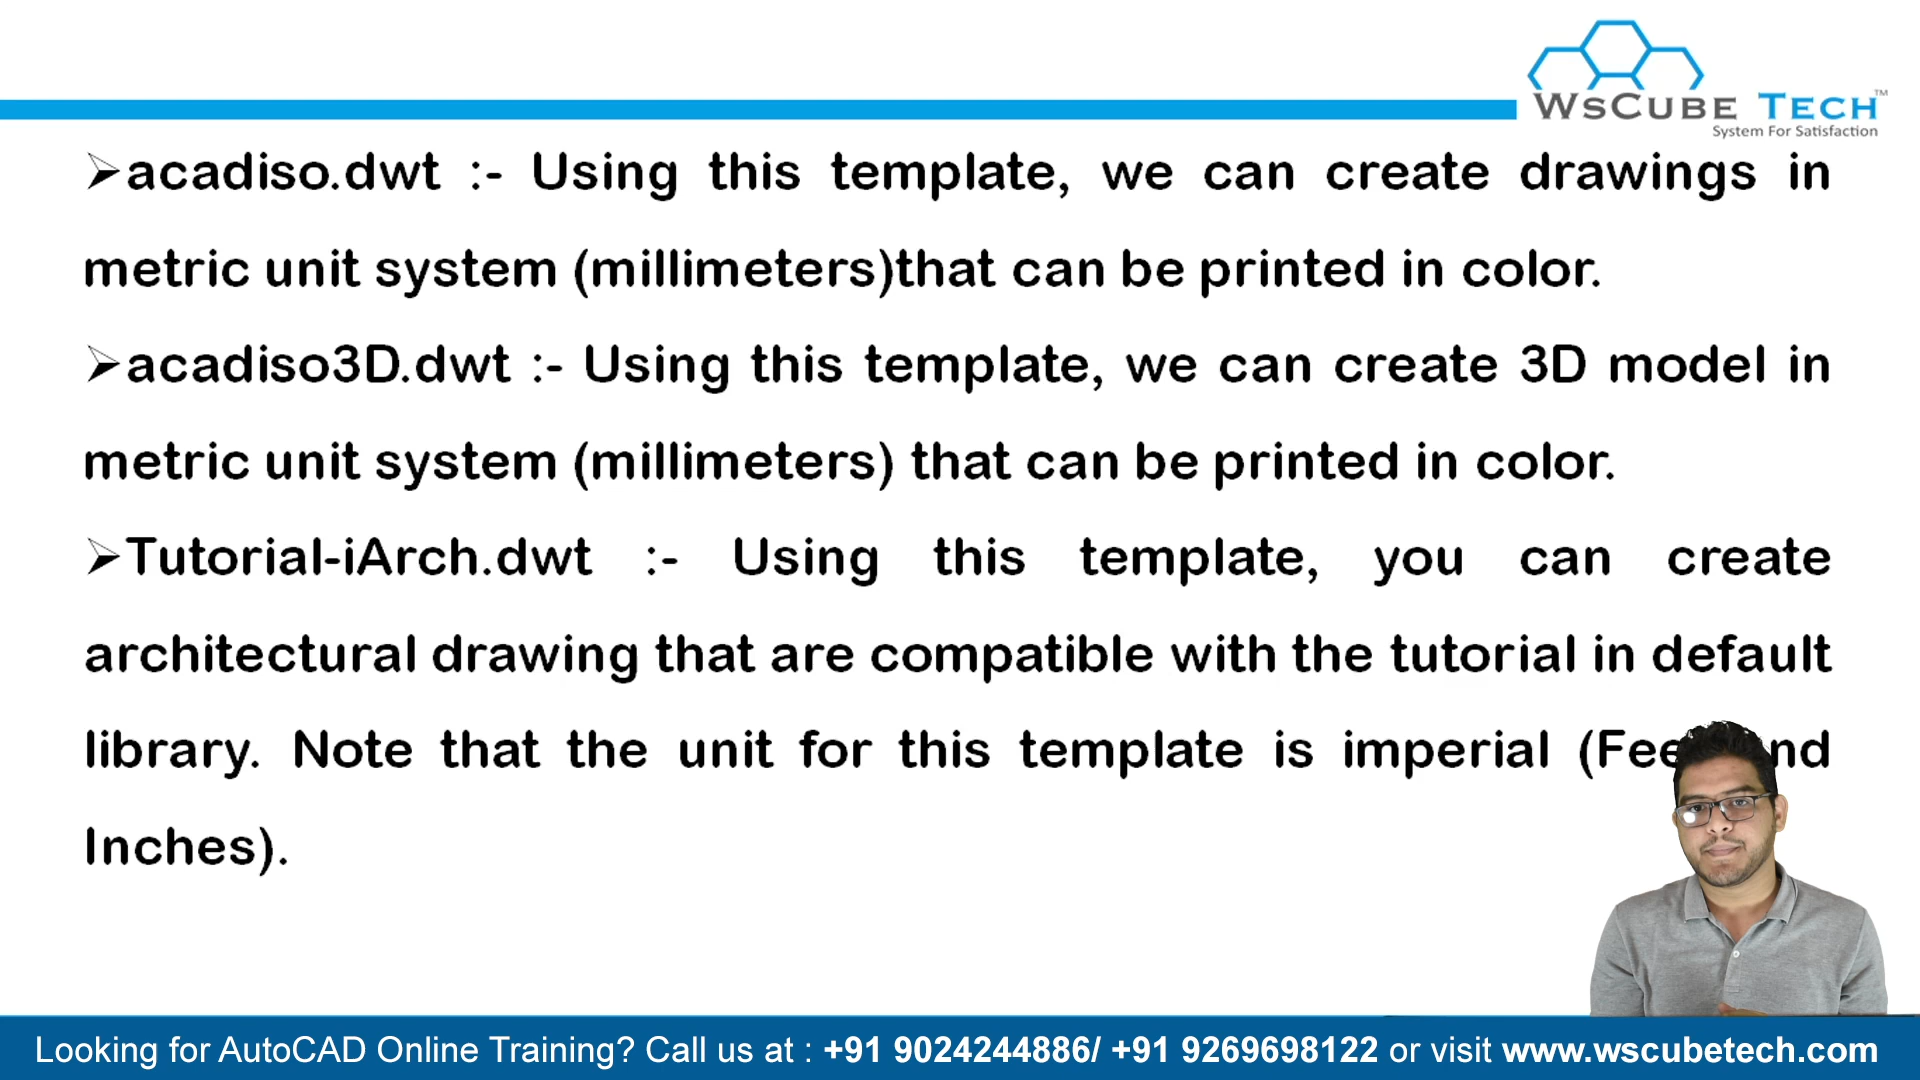 WsCube Tech™
System For Satisfaction
➢acadiso.dwt :- Using this template, we can create drawings in
metric unit system (millimeters)that can be printed in color.
➢acadiso3D.dwt :- Using this template, we can create 3D model in
metric unit system (millimeters) that can be printed in color.
➢Tutorial-iArch.dwt :- Using this template, you can create
architectural drawing that are compatible with the tutorial in default
library. Note that the unit for this template is imperial
Inches).
Looking for AutoCAD Online Training? Call us at : +91 9024244886/ +91 9269698122 or visit www.wscubetech.com